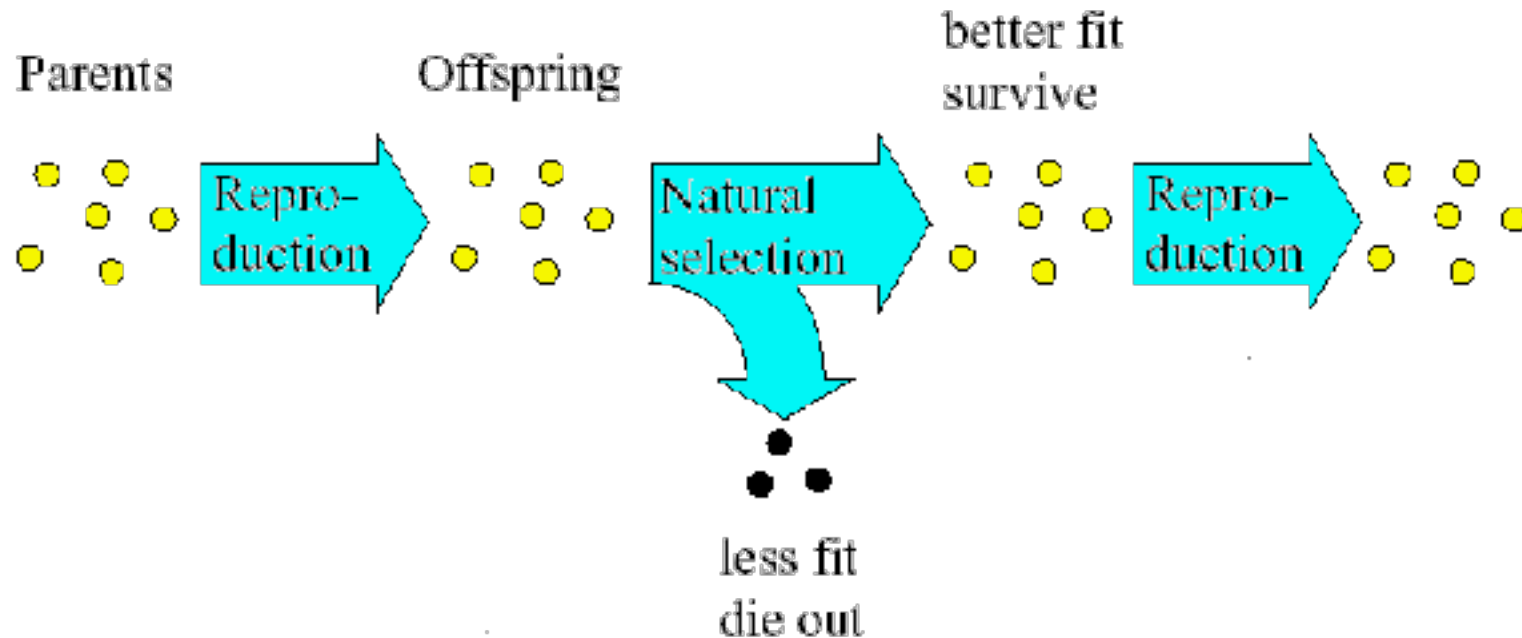 Parents
Offspring
better fit
survive
Repro-
duction
Natural
selection
Repro-
duction
less fit
die out